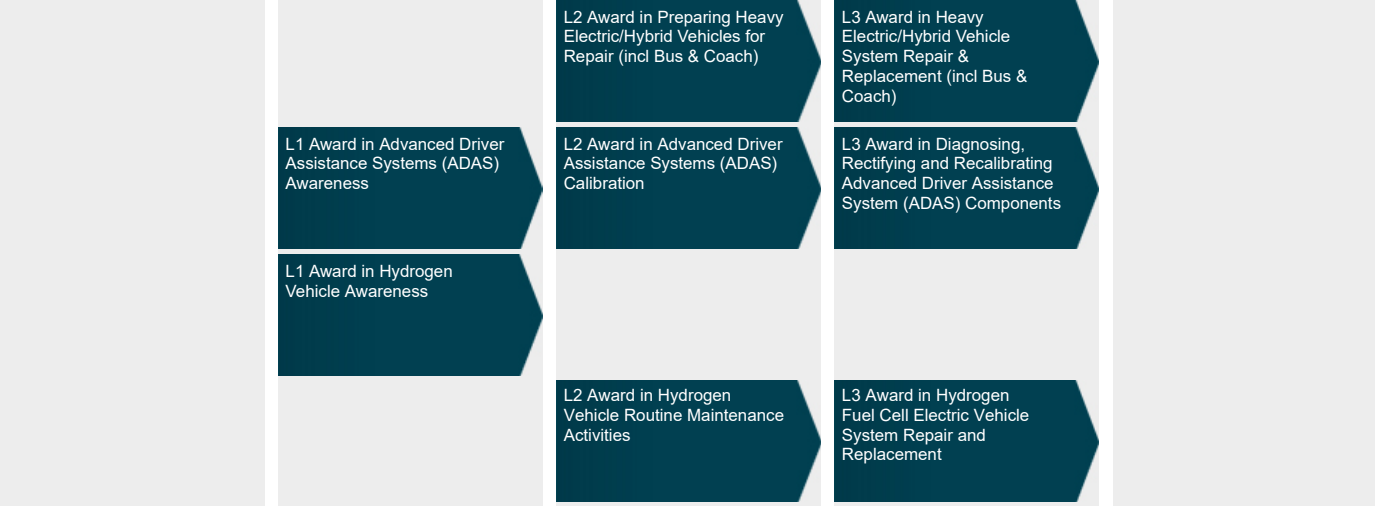 L2 Award in Preparing Heavy
Electric/Hybrid Vehicles for
Repair (incl Bus & Coach)
L3 Award in Heavy
Electric/Hybrid Vehicle
System Repair &
Replacement (incl Bus &
Coach)
L1 Award in Advanced Driver
Assistance Systems (ADAS)
Awareness
L2 Award in Advanced Driver
Assistance Systems (ADAS)
Calibration
L3 Award in Diagnosing,
Rectifying and Recalibrating
Advanced Driver Assistance
System (ADAS) Components
L1 Award in Hydrogen
Vehicle Awareness
L2 Award in Hydrogen
Vehicle Routine Maintenance
Activities
L3 Award in Hydrogen
Fuel Cell Electric Vehicle
System Repair and
Replacement